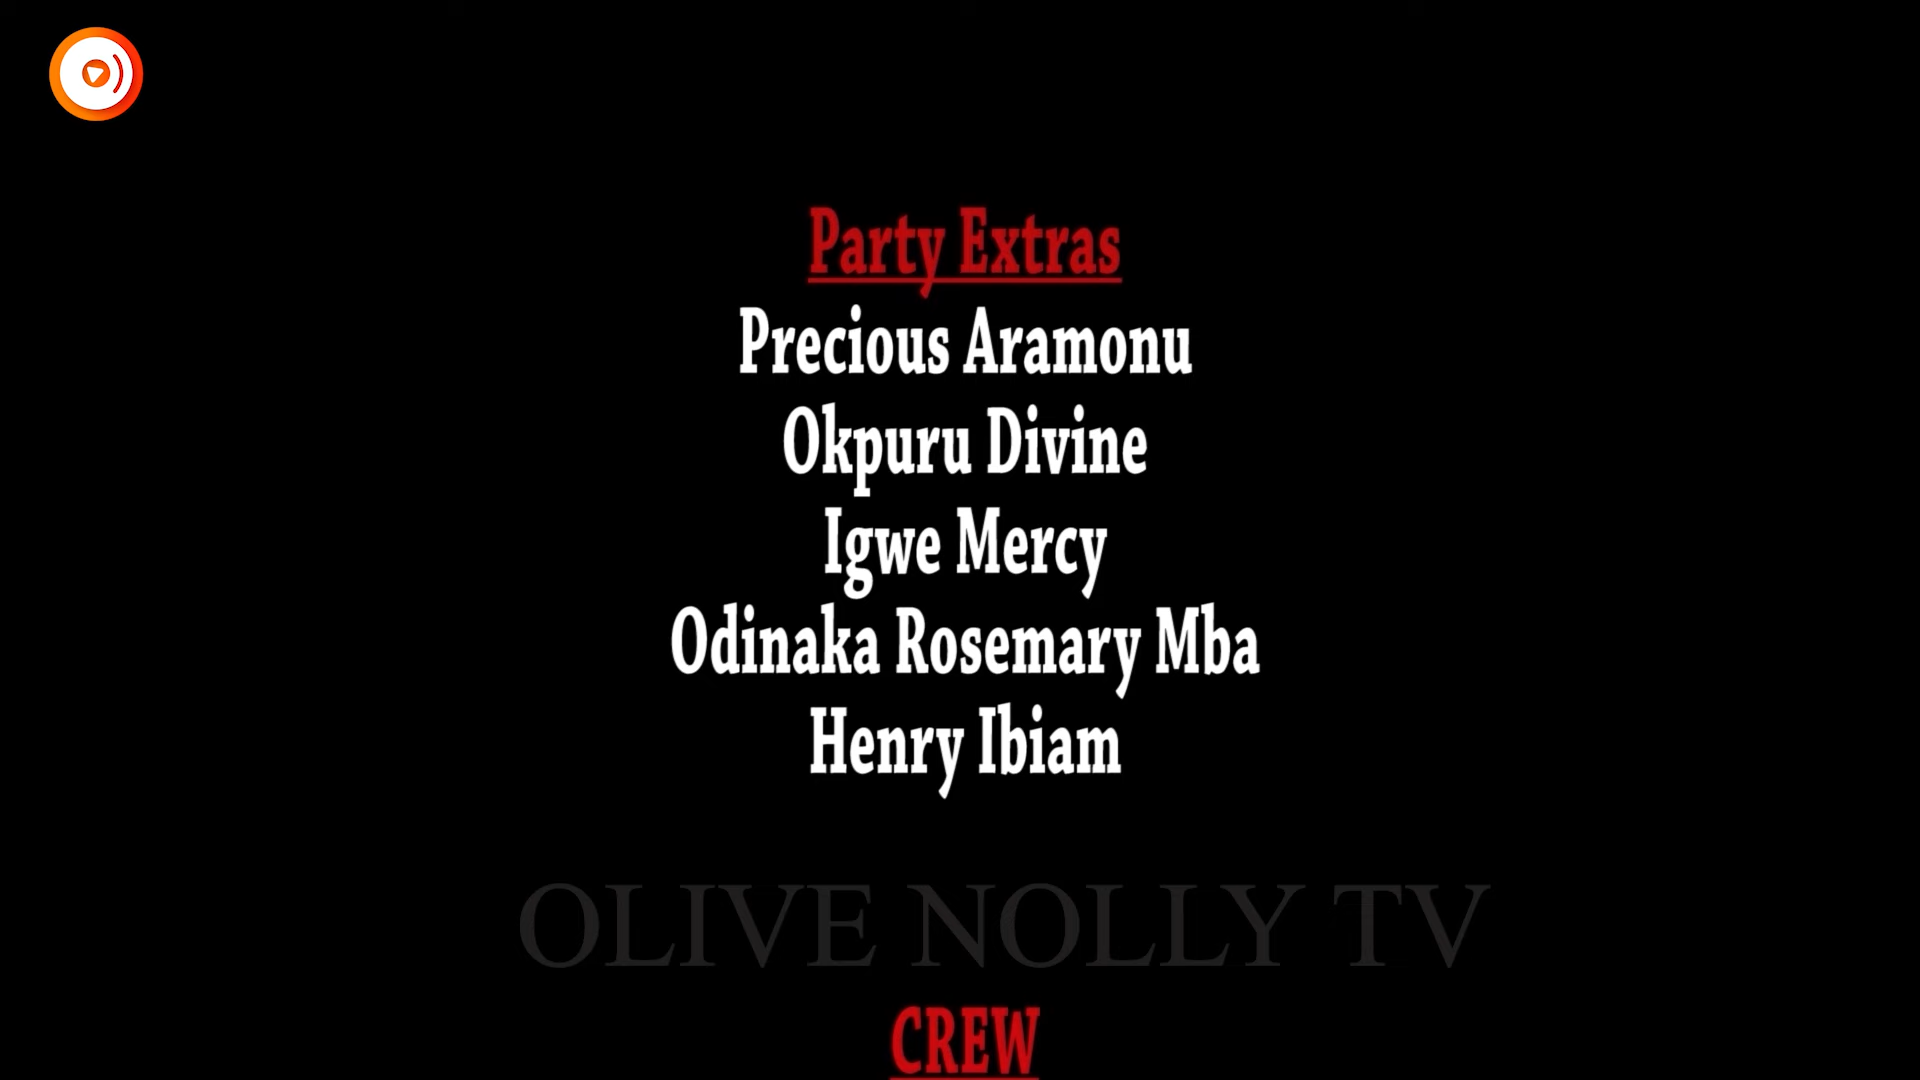 Party Extras
Precious Aramonu
Okpuru Divine
Igwe Mercy
Odinaka Rosemary Mba
Henry Ibiam
OLIVE NOLLY TV
CREW